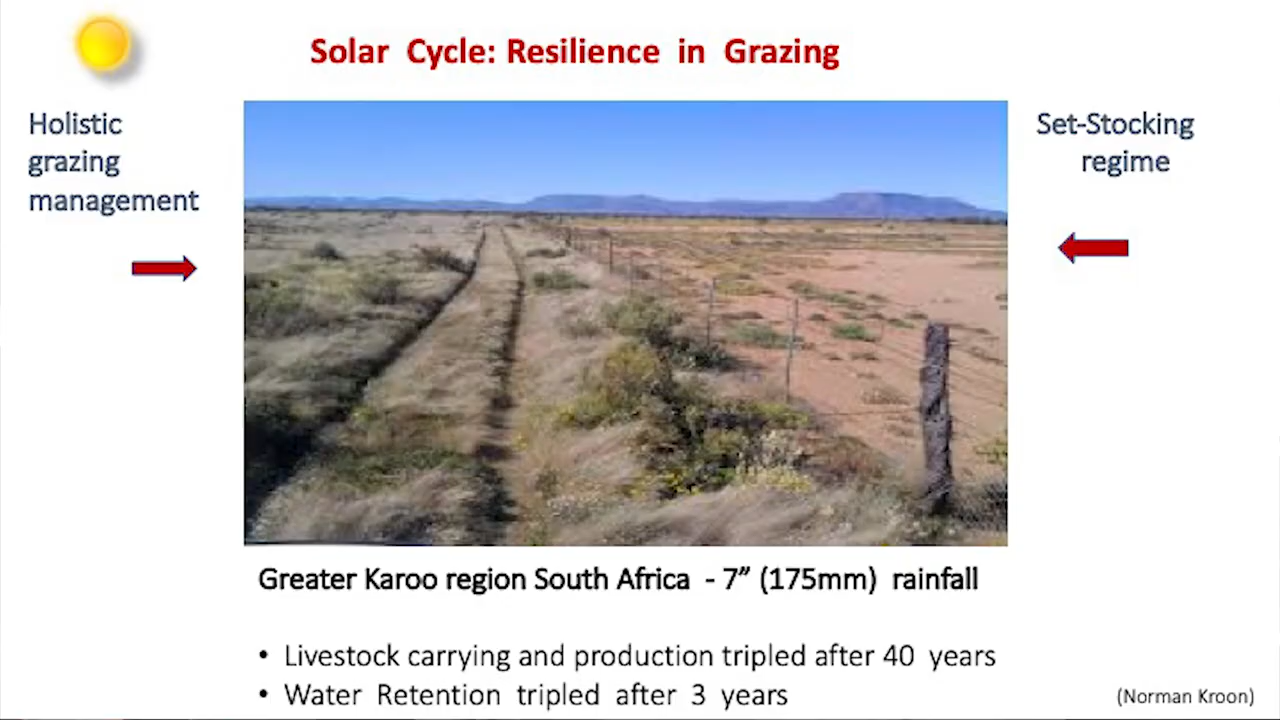 Solar Cycle: Resilience in Grazing
Holistic
grazing
management
Set-Stocking
regime
Greater Karoo region South Africa - 7” (175mm) rainfall
• Livestock carrying and production tripled after 40 years
• Water Retention tripled after 3 years
(Norman Kroon)